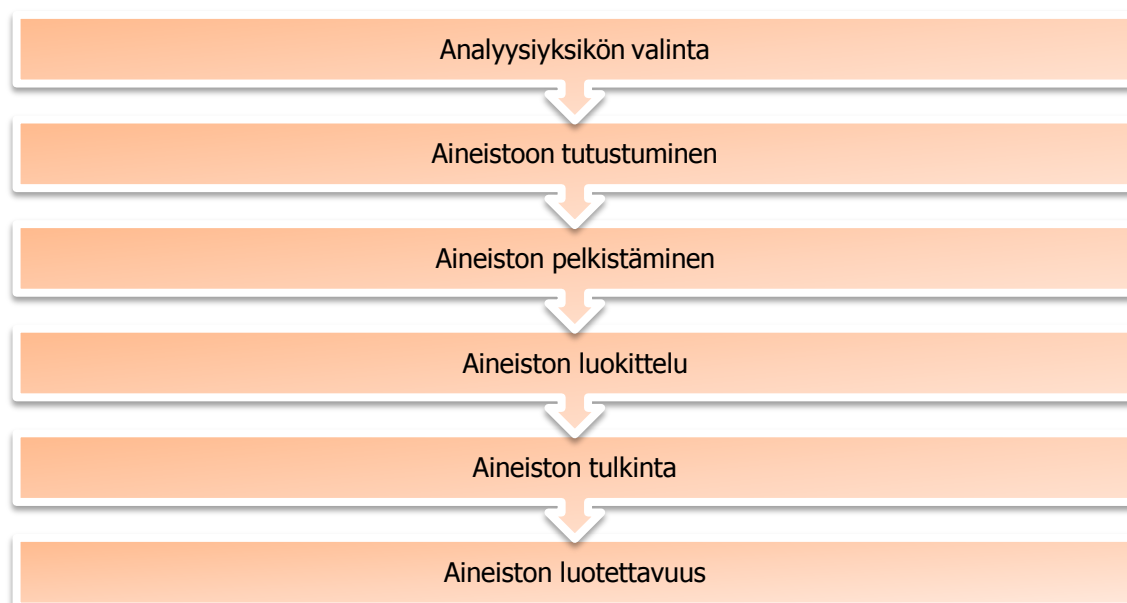 Analyysiyksikön valinta
Aineistoon tutustuminen
Aineiston pelkistäminen
Aineiston luokittelu
Aineiston tulkinta
Aineiston luotettavuus